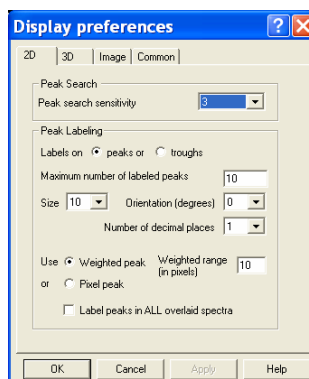 Display preferences
2D 3D Image Common
Peak Search
Peak search sensitivity 3
Peak Labeling
Labels on peaks or troughs
Maximum number of labeled peaks 10
Size 10 Orientation (degrees) 0
Number of decimal places 1
Use Weighted peak Weighted range (in pixels) 10
or Pixel peak
Label peaks in ALL overlaid spectra
OK Cancel Apply Help